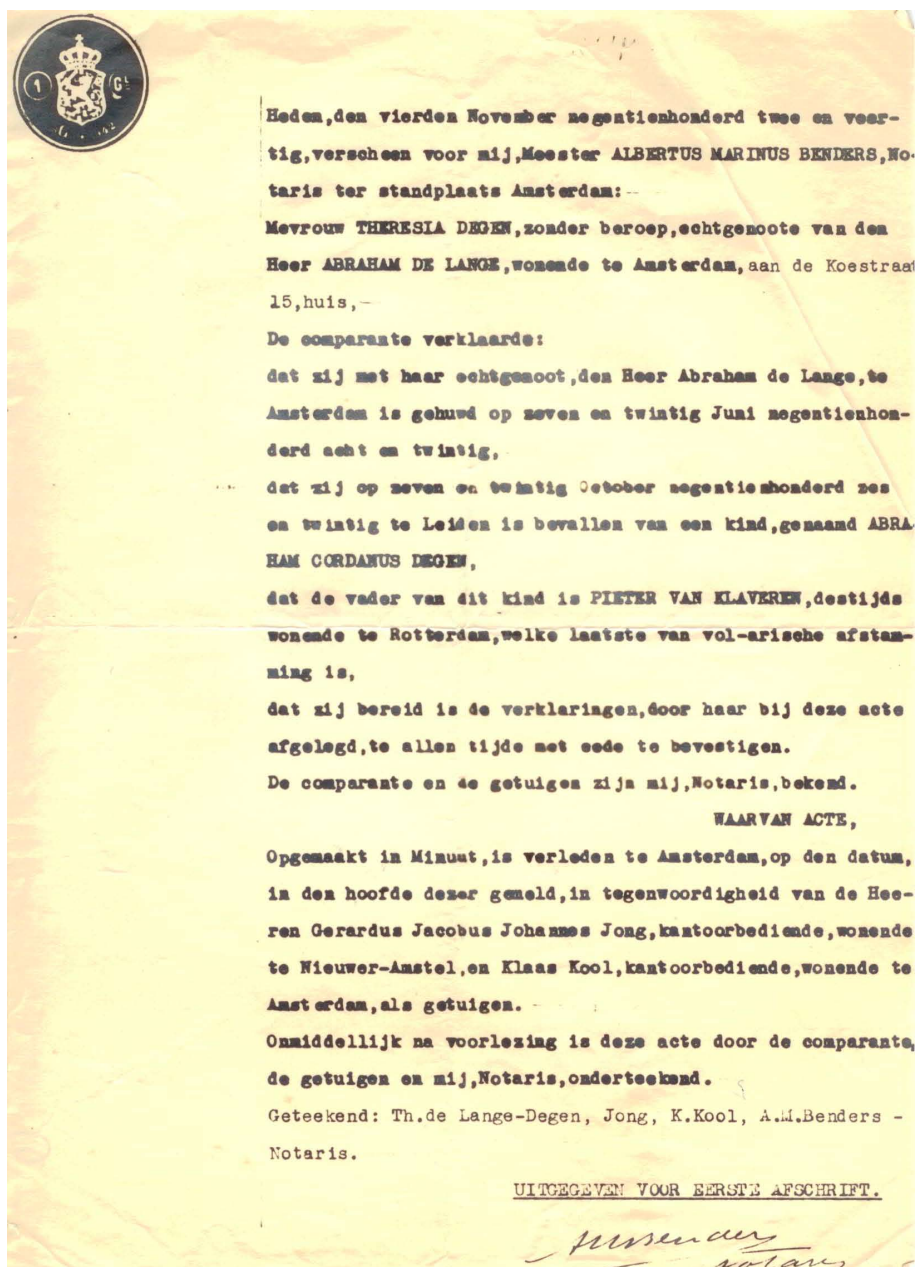 1 G
Heden,den vierden November negentienhonderd twee en veer-
tig,verscheen voor mij,Meester ALBERTUS MARINUS BENDERS,No-
taris ter standplaats Amsterdam:-
Mevrouw THERESIA DEGEN,zonder beroep,echtgenoote van den
Heer ABRAHAM DE LANGE,wonende te Amsterdam,aan de Koestraat
15,huis,-
De comparante verklaarde:
dat zij met haar echtgenoot,den Heer Abraham de Lange,te
Amsterdam is gehuwd op zeven en twintig Juni negentienhon-
derd acht en twintig,
dat zij op zeven en twintig October negentienhonderd zes
en twintig te Leiden is bevallen van een kind,genaamd ABRA-
HAM CORDANUS DEGEN,
dat de vader van dit kind is PIETER VAN KLAVEREN,destijds
wonende te Rotterdam,welke laatste van vol-arische afstam-
ming is,
dat zij bereid is de verklaringen,door haar bij deze acte
afgelegd,te allen tijde met eede te bevestigen.
De comparante en de getuigen zijn mij,Notaris,bekend.
WAARVAN ACTE,
Opgemaakt in Minuut,is verleden te Amsterdam,op den datum,
in den hoofde dezer gemeld,in tegenwoordigheid van de Hee-
ren Gerardus Jacobus Johannes Jong,kantoorbediende,wonende
te Nieuwer-Amstel,en Klaas Kool,kantoorbediende,wonende te
Amsterdam,als getuigen.-
Onmiddellijk na voorlezing is deze acte door de comparante,
de getuigen en mij,Notaris,onderteekend.
Geteekend: Th.de Lange-Degen, Jong, K.Kool, A.M.Benders -
Notaris.
UITGEGEVEN VOOR EERSTE AFSCHRIFT.
AMBenders
notaris